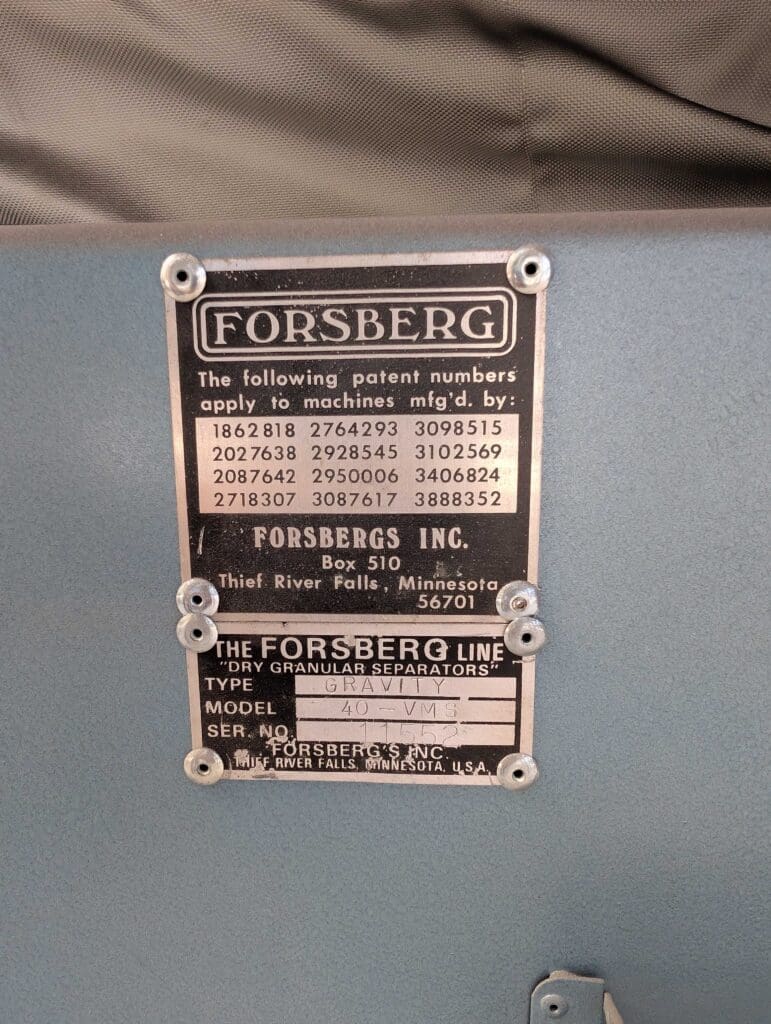 FORSBERG
The following patent numbers
apply to machines mfg'd. by:
1862818 2764293 3098515
2027638 2928545 3102569
2087642 2950006 3406824
2718307 3087617 3888352
FORSBERGS INC.
Box 510
Thief River Falls, Minnesota
56701
THE FORSBERG LINE
"DRY GRANULAR SEPARATORS"
TYPE GRAVITY
MODEL 40-VMS
SER. NO. 11552
FORSBERG'S INC.
THIEF RIVER FALLS, MINNESOTA, U.S.A.